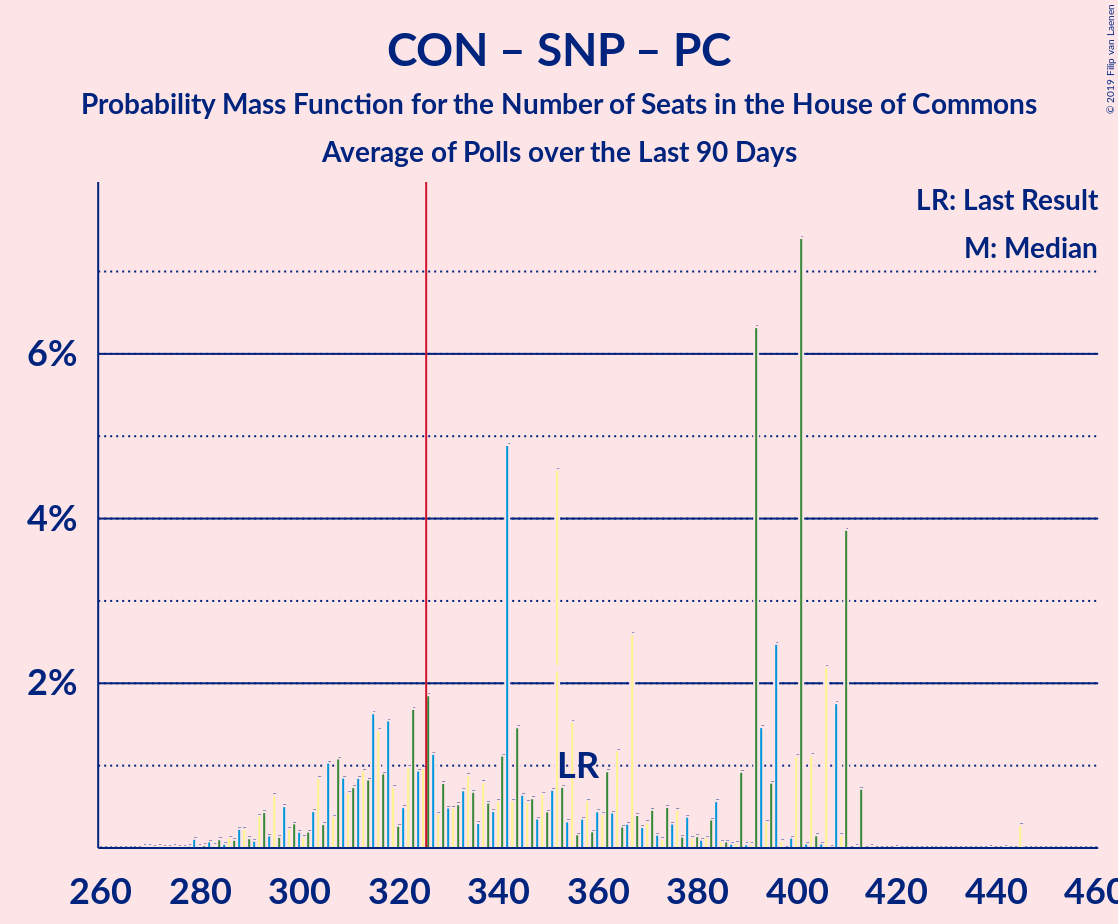 CON – SNP – PC
Probability Mass Function for the Number of Seats in the House of Commons
Average of Polls over the Last 90 Days
© 2019 Filip van Laenen
LR: Last Result
M: Median
6%
4%
2%
LR
260 280 300 320 340 360 380 400 420 440 460